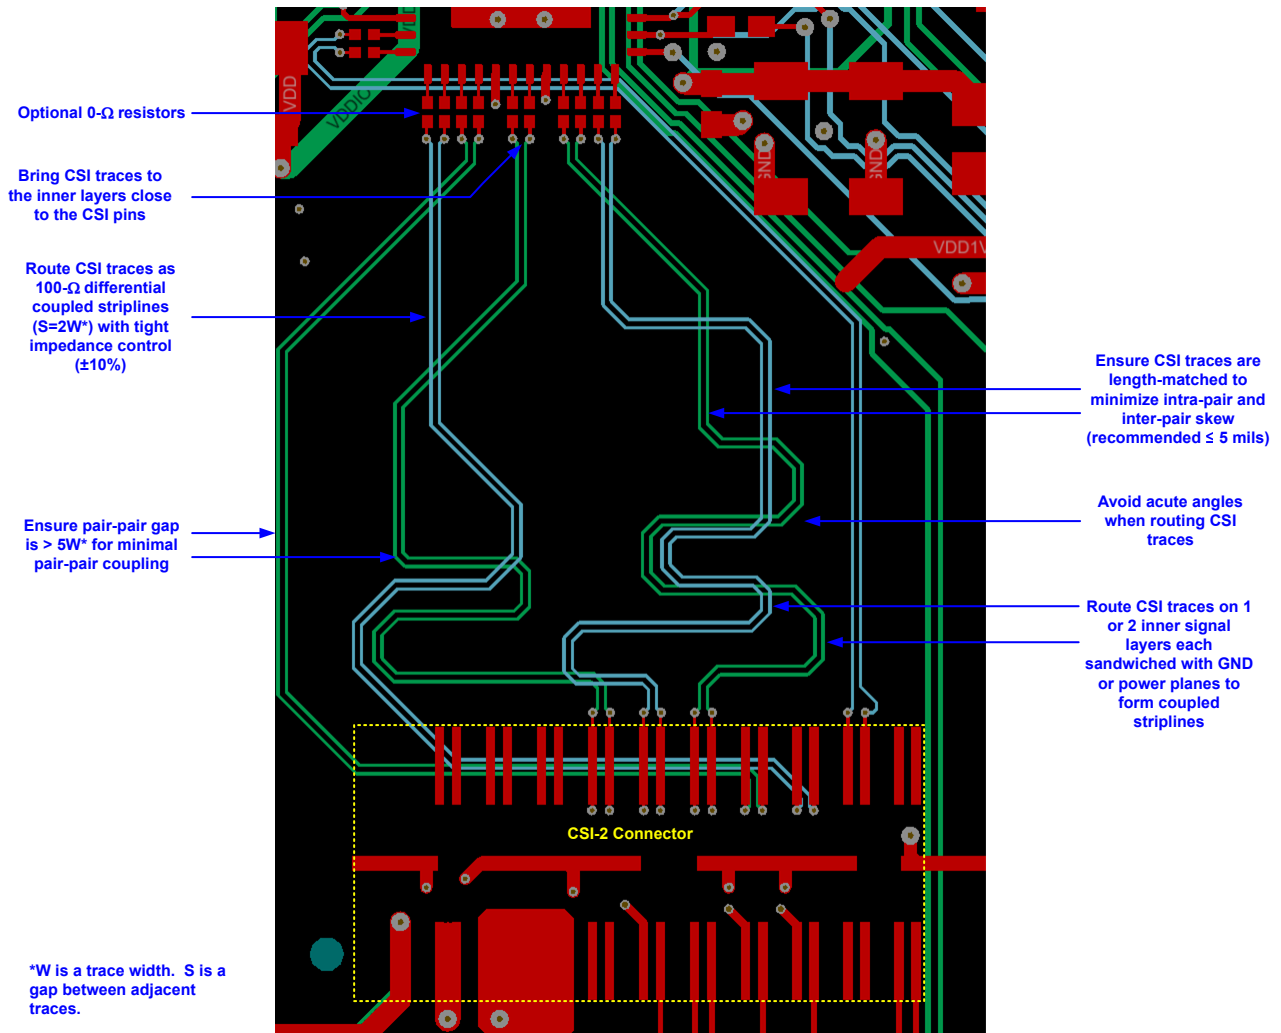 VDD
VDD
VDDIO
GND
GND
VDD1V
Optional 0-Ω resistors
Bring CSI traces to
the inner layers close
to the CSI pins
Route CSI traces as
100-Ω differential
coupled striplines
(S=2W*) with tight
impedance control
(±10%)
Ensure CSI traces are
length-matched to
minimize intra-pair and
inter-pair skew
(recommended ≤ 5 mils)
Avoid acute angles
when routing CSI
traces
Ensure pair-pair gap
is > 5W* for minimal
pair-pair coupling
Route CSI traces on 1
or 2 inner signal
layers each
sandwiched with GND
or power planes to
form coupled
striplines
CSI-2 Connector
*W is a trace width.  S is a
gap between adjacent
traces.